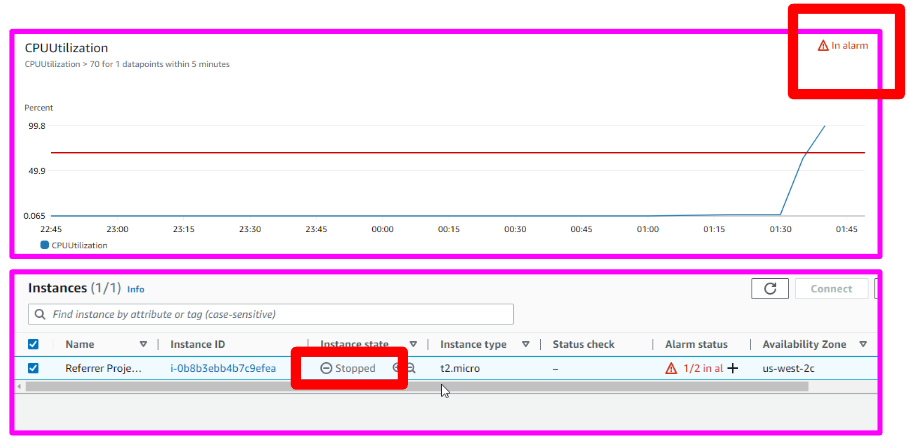 CPUUtilization
In alarm
CPUUtilization > 70 for 1 datapoints within 5 minutes
Percent
99.8
49.9
0.065
22:45 23:00 23:15 23:30 23:45 00:00 00:15 00:30 00:45 01:00 01:15 01:30 01:45
CPUUtilization
Instances (1/1) Info
Connect
Find instance by attribute or tag (case-sensitive)
Name Instance ID Instance state Instance type Status check Alarm status Availability Zone
Referrer Proje... i-0b8b3ebb4b7c9efea Stopped t2.micro – 1/2 in al us-west-2c